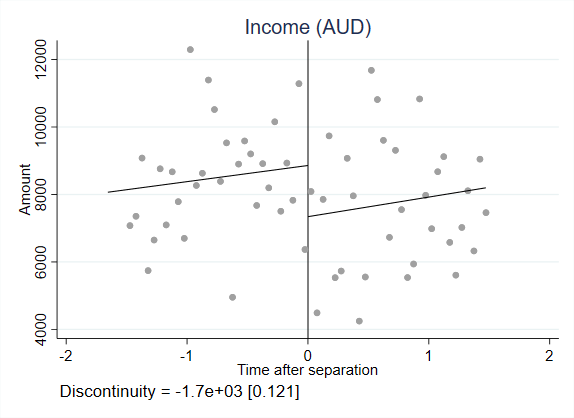 Income (AUD)
Amount
12000
10000
8000
6000
4000
-2
-1
0
1
2
Time after separation
Discontinuity = -1.7e+03 [0.121]